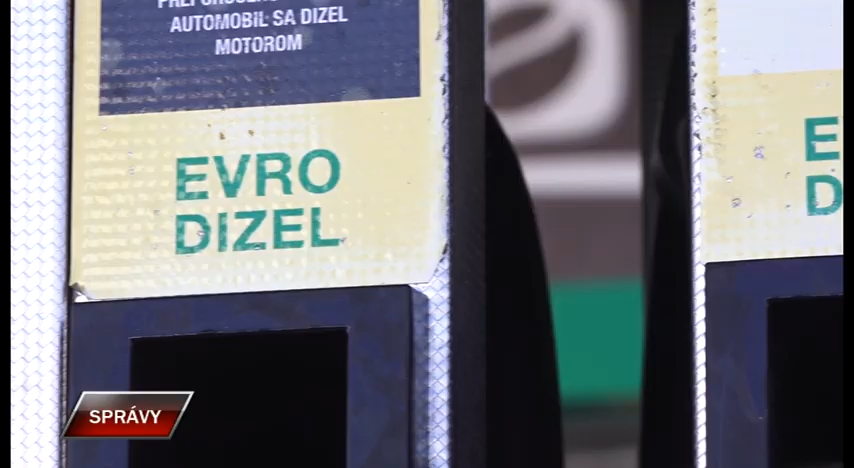 AUTOMOBIL SA DIZEL
MOTOROM
EVRO
DIZEL
E
D
SPRÁVY